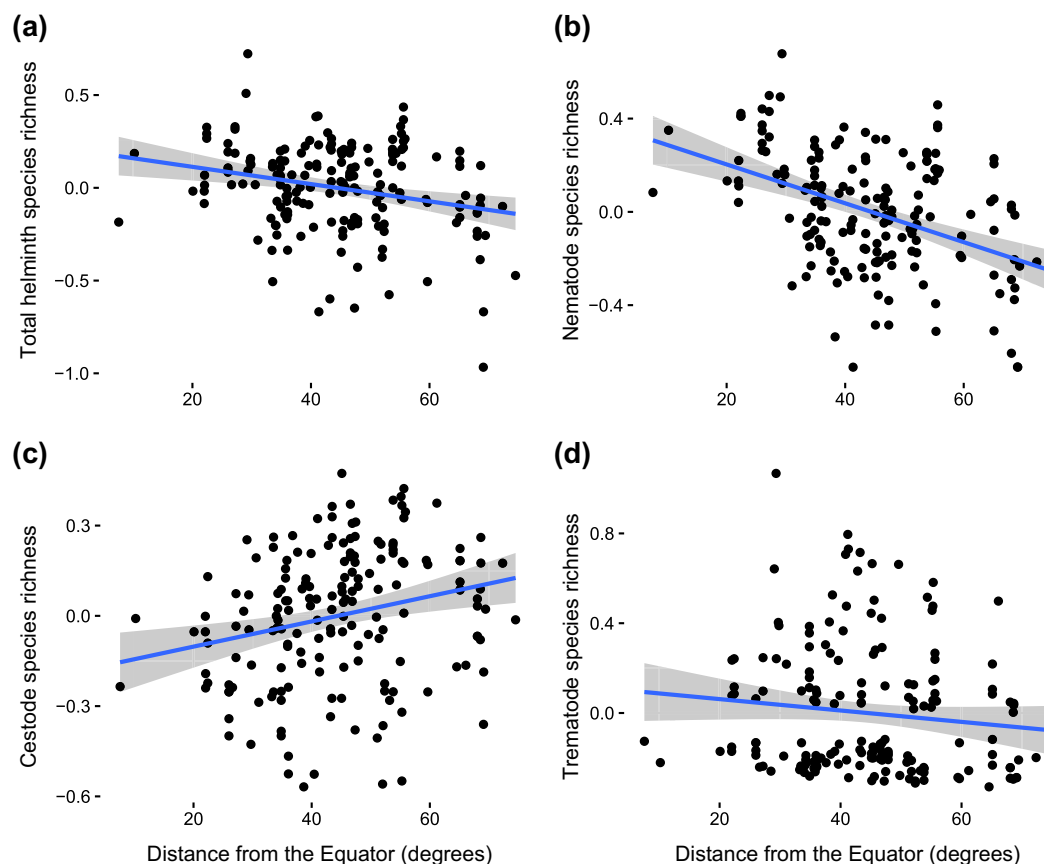 (a)
Total helminth species richness
0.5
0.0
-0.5
-1.0
20 40 60
(b)
Nematode species richness
0.4
0.0
-0.4
20 40 60
(c)
Cestode species richness
0.3
0.0
-0.3
-0.6
20 40 60
Distance from the Equator (degrees)
(d)
Trematode species richness
0.8
0.4
0.0
20 40 60
Distance from the Equator (degrees)